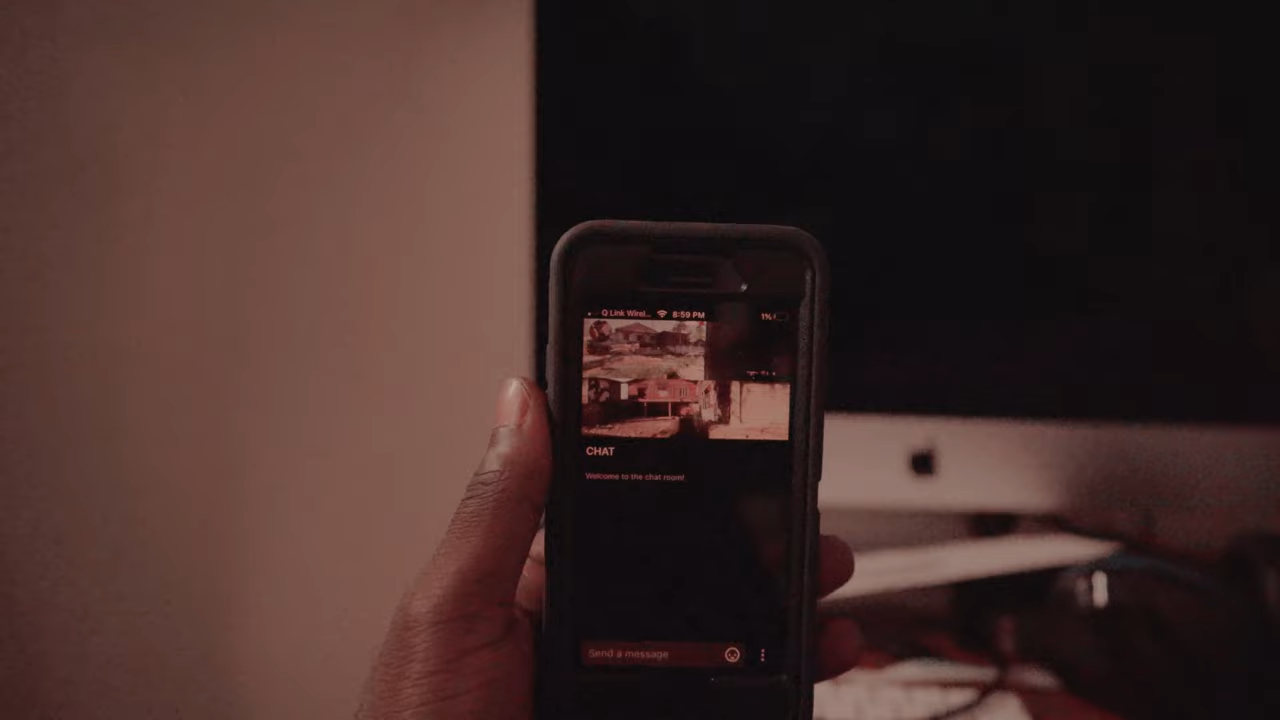 Q Link Wirel... 8:59 PM 1%
CHAT
Welcome to the chat room!
Send a message